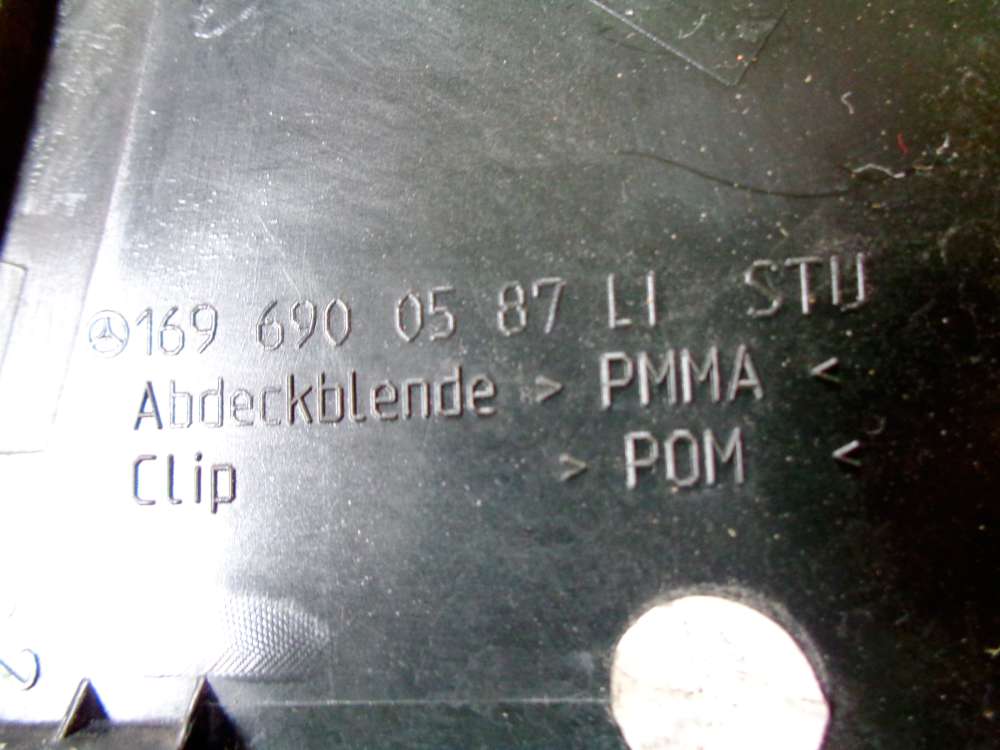 169 690 05 87 LI STU
Abdeckblende > PMMA <
Clip > POM <